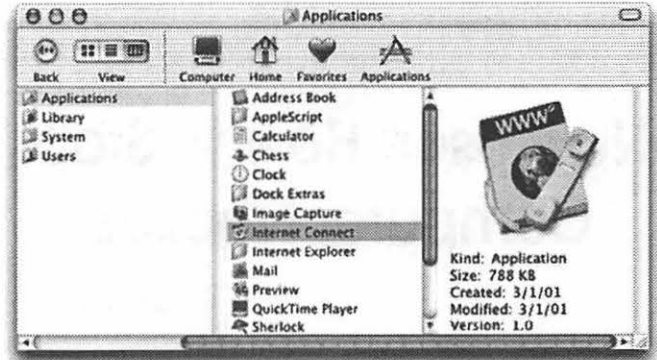 Applications
Back
View
Computer
Home
Favorites
Applications
Applications
Library
System
Users
Address Book
AppleScript
Calculator
Chess
Clock
Dock Extras
Image Capture
Internet Connect
Internet Explorer
Mail
Preview
QuickTime Player
Sherlock
WWW
Kind: Application
Size: 788 KB
Created: 3/1/01
Modified: 3/1/01
Version: 1.0